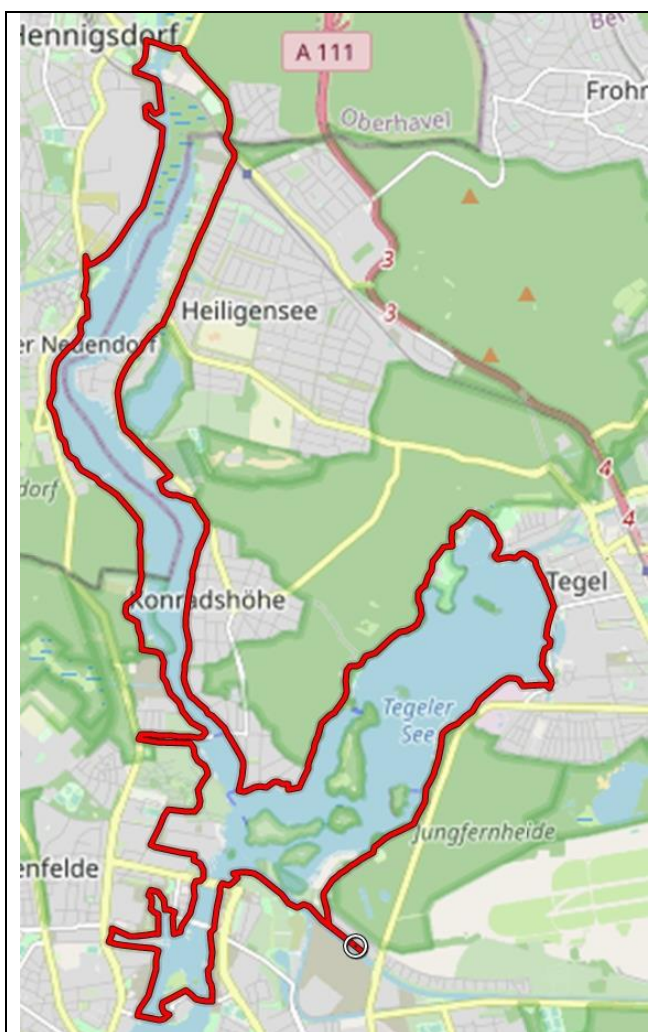 Hennigsdorf
A 111
Frohn
Oberhavel
3
Heiligensee
3
er Neuendorf
4
dorf
4
Konradshöhe
Tegel
Tegeler
See
Jungfernheide
enfelde